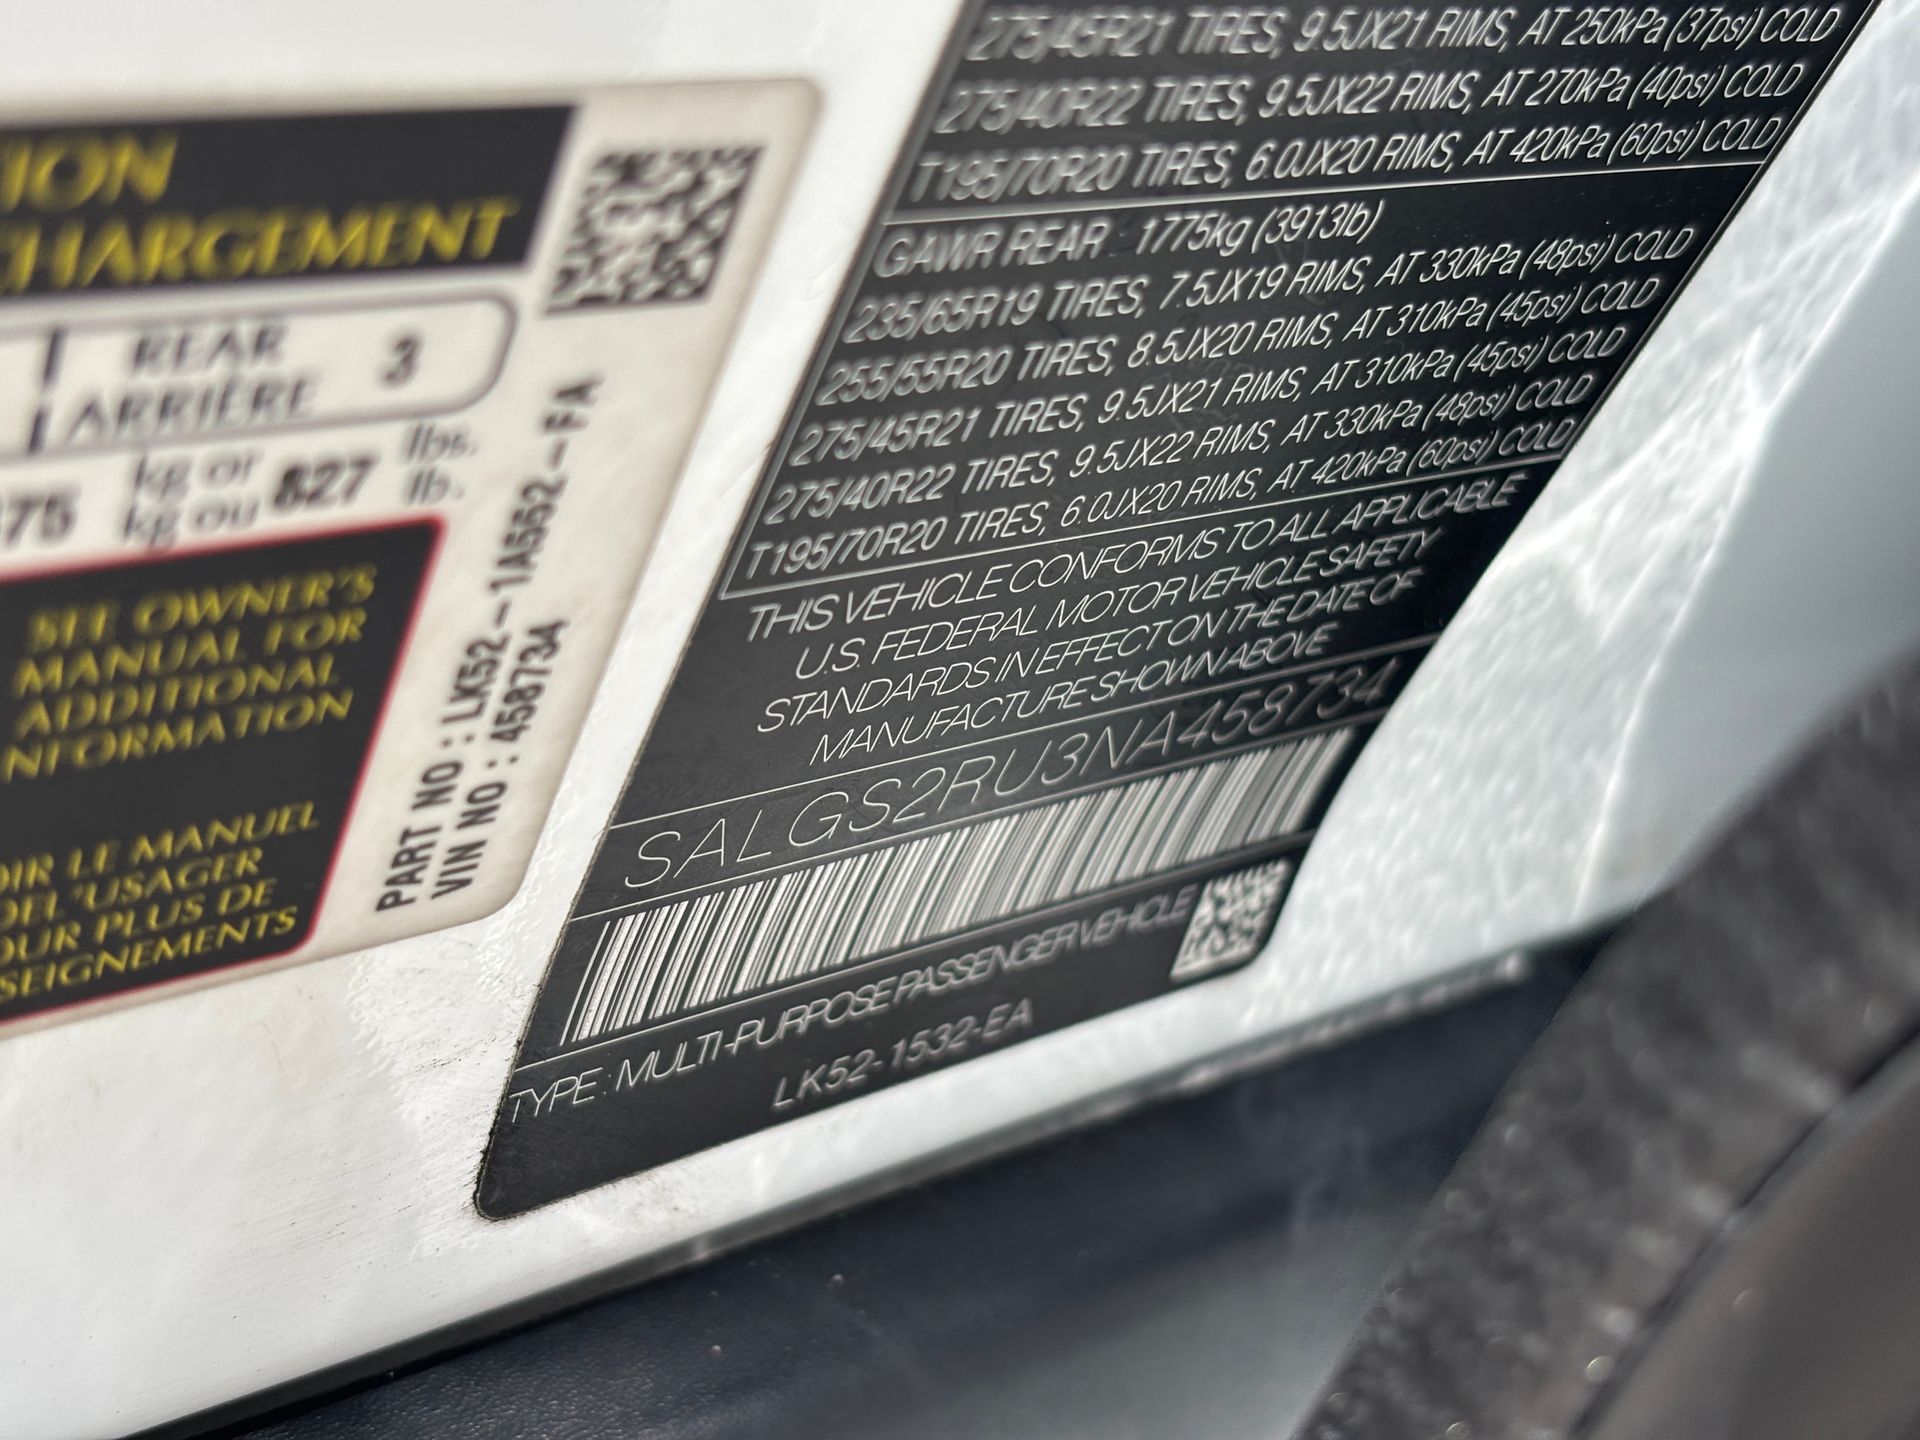 TION
CHARGEMENT
REAR
ARRIÈRE
3
375 kg or
kg ou 827 lbs.
lb.
SEE OWNER'S
MANUAL FOR
ADDITIONAL
INFORMATION
OIR LE MANUEL
DEL 'USAGER
OUR PLUS DE
SEIGNEMENTS
PART NO : LK52-1A552-FA
VIN NO : 458734
275/45R21 TIRES, 9.5JX21 RIMS, AT 250kPa (37psi) COLD
275/40R22 TIRES, 9.5JX22 RIMS, AT 270kPa (40psi) COLD
T195/70R20 TIRES, 6.0JX20 RIMS, AT 420kPa (60psi) COLD
GAWR REAR : 1775kg (3913lb)
235/65R19 TIRES, 7.5JX19 RIMS, AT 330kPa (48psi) COLD
255/55R20 TIRES, 8.5JX20 RIMS, AT 310kPa (45psi) COLD
275/45R21 TIRES, 9.5JX21 RIMS, AT 310kPa (45psi) COLD
275/40R22 TIRES, 9.5JX22 RIMS, AT 330kPa (48psi) COLD
T195/70R20 TIRES, 6.0JX20 RIMS, AT 420kPa (60psi) COLD
THIS VEHICLE CONFORMS TO ALL APPLICABLE
U.S. FEDERAL MOTOR VEHICLE SAFETY
STANDARDS IN EFFECT ON THE DATE OF
MANUFACTURE SHOWN ABOVE
SALGS2RU3NA458734
TYPE : MULTI-PURPOSE PASSENGER VEHICLE
LK52-1532-EA